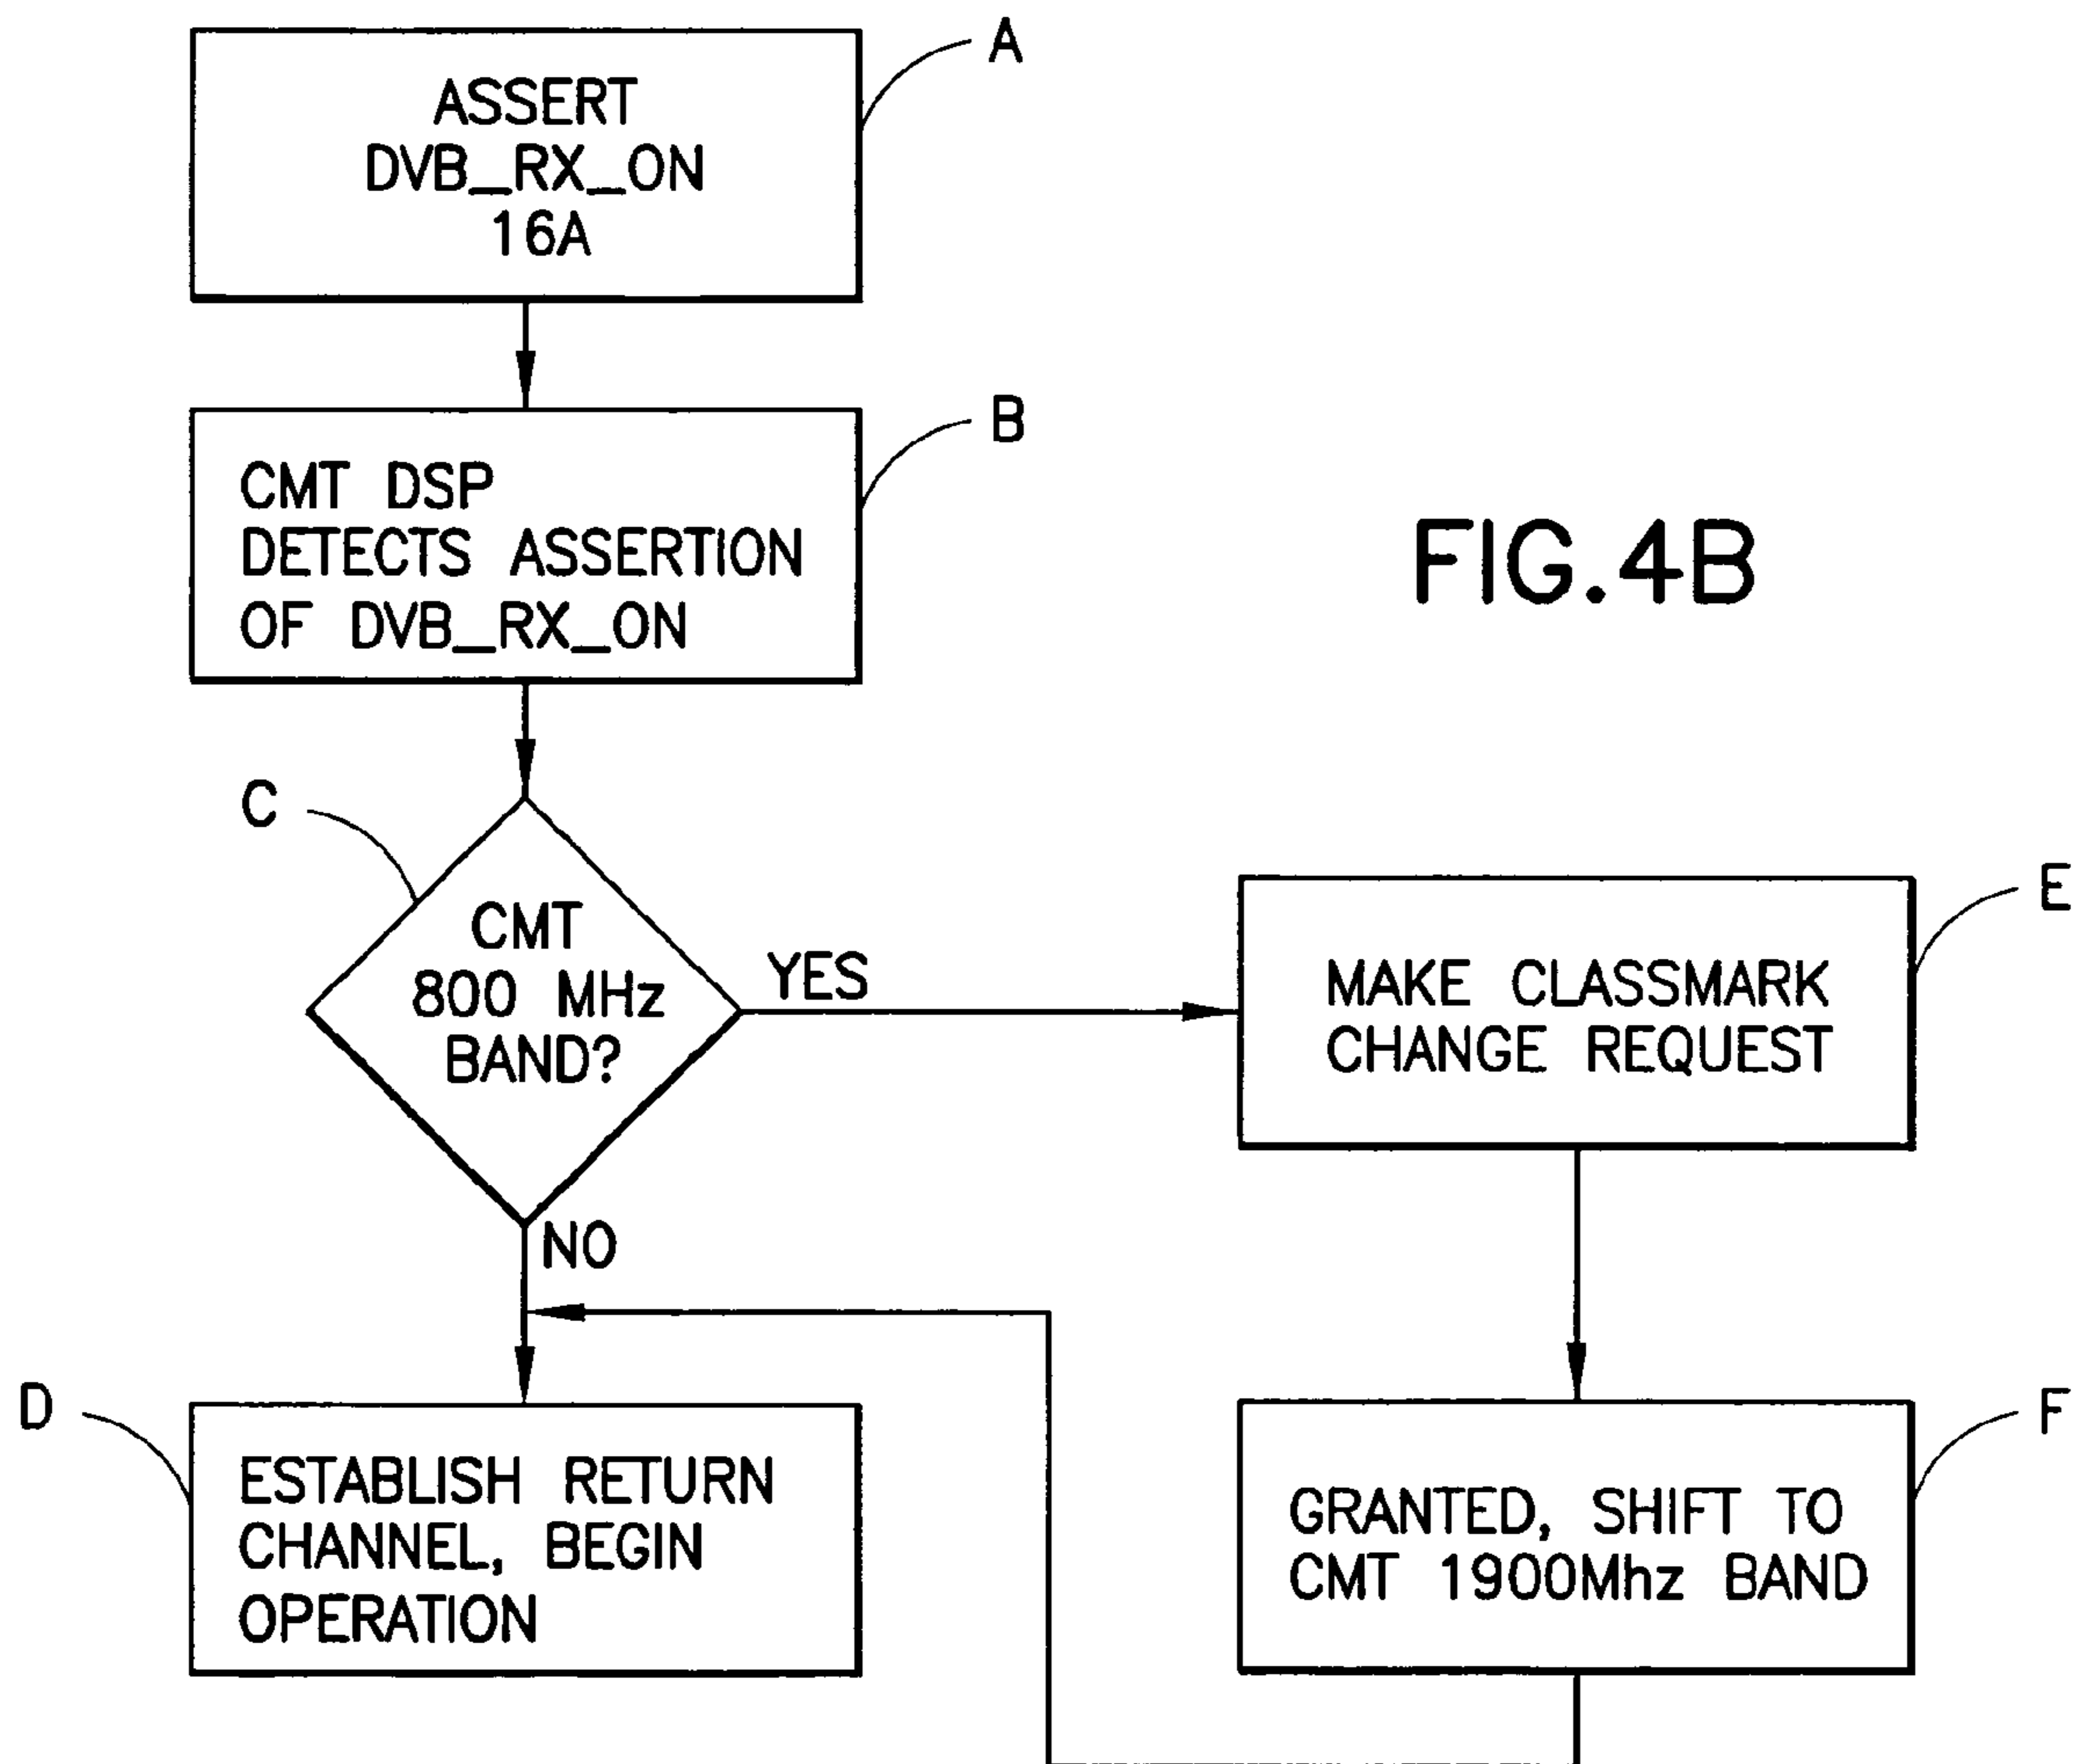 A
ASSERT
DVB_RX_ON
16A
B
CMT DSP
DETECTS ASSERTION
OF DVB_RX_ON
FIG.4B
C
CMT
800 MHz
BAND?
YES
NO
E
MAKE CLASSMARK
CHANGE REQUEST
D
ESTABLISH RETURN
CHANNEL, BEGIN
OPERATION
F
GRANTED, SHIFT TO
CMT 1900Mhz BAND